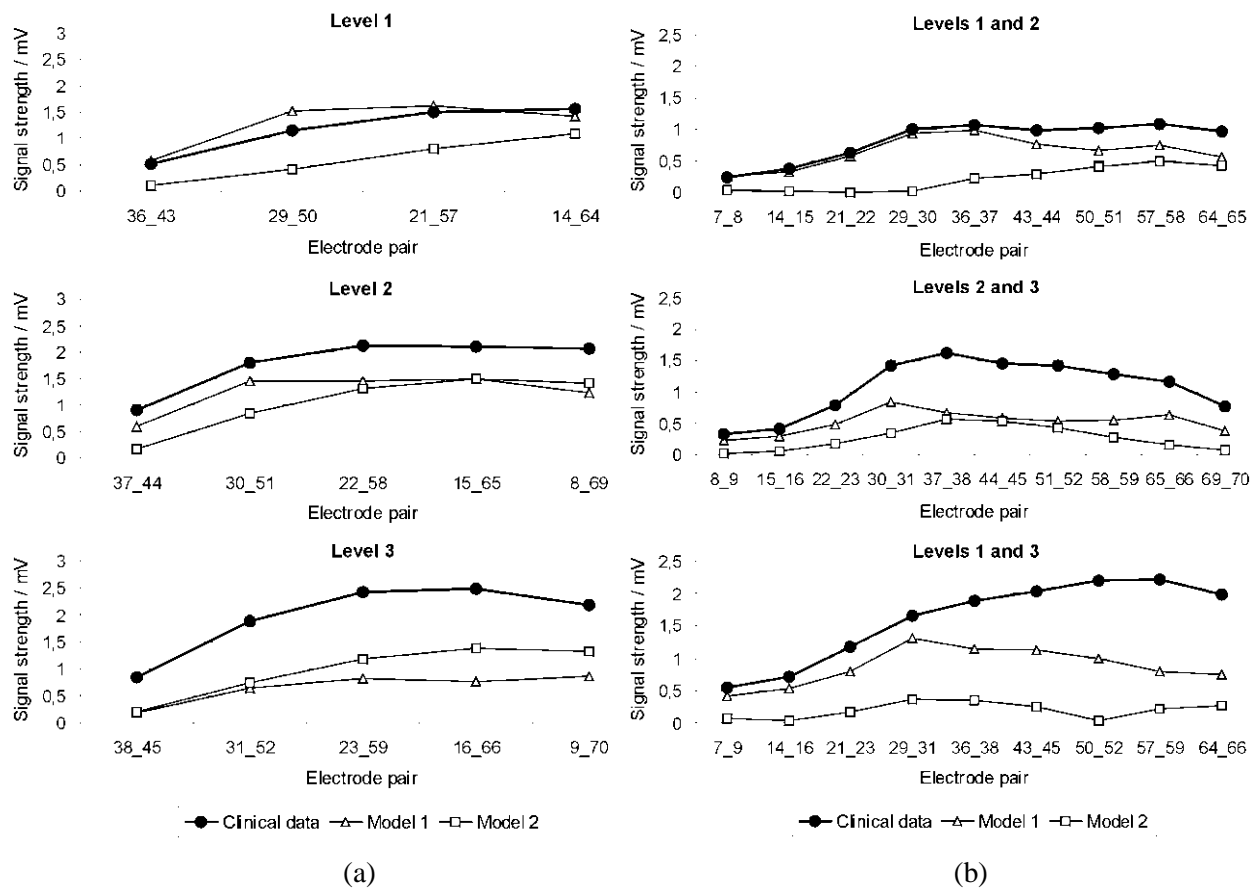 Level 1
Signal strength / mV
3
2,5
2
1,5
1
0,5
0
36_43 29_50 21_57 14_64
Electrode pair
Level 2
Signal strength / mV
3
2,5
2
1,5
1
0,5
0
37_44 30_51 22_58 15_65 8_69
Electrode pair
Level 3
Signal strength / mV
3
2,5
2
1,5
1
0,5
0
38_45 31_52 23_59 16_66 9_70
Electrode pair
Clinical data Model 1 Model 2
(a)
Levels 1 and 2
Signal strength / mV
2,5
2
1,5
1
0,5
0
7_8 14_15 21_22 29_30 36_37 43_44 50_51 57_58 64_65
Electrode pair
Levels 2 and 3
Signal strength / mV
2,5
2
1,5
1
0,5
0
8_9 15_16 22_23 30_31 37_38 44_45 51_52 58_59 65_66 69_70
Electrode pair
Levels 1 and 3
Signal strength / mV
2,5
2
1,5
1
0,5
0
7_9 14_16 21_23 29_31 36_38 43_45 50_52 57_59 64_66
Electrode pair
Clinical data Model 1 Model 2
(b)